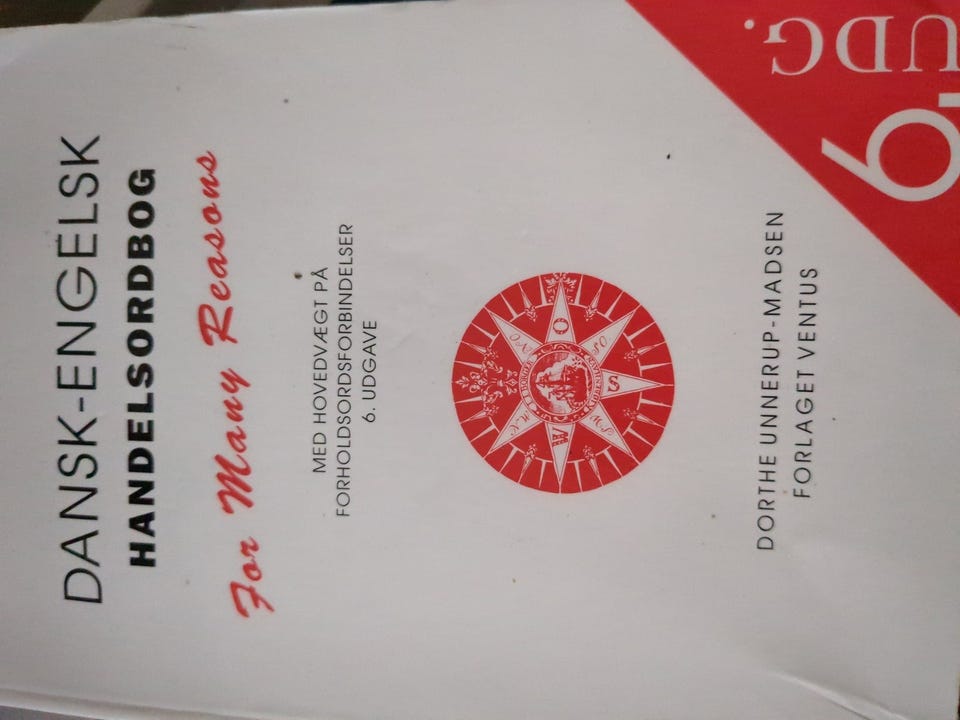 DANSK-ENGELSK
HANDELSORDBOG
For Many Reasons
MED HOVEDVÆGT PÅ
FORHOLDSORDSFORBINDELSER
6. UDGAVE
O
S
W
DORTHE UNNERUP-MADSEN
FORLAGET VENTUS
6.
UDG.